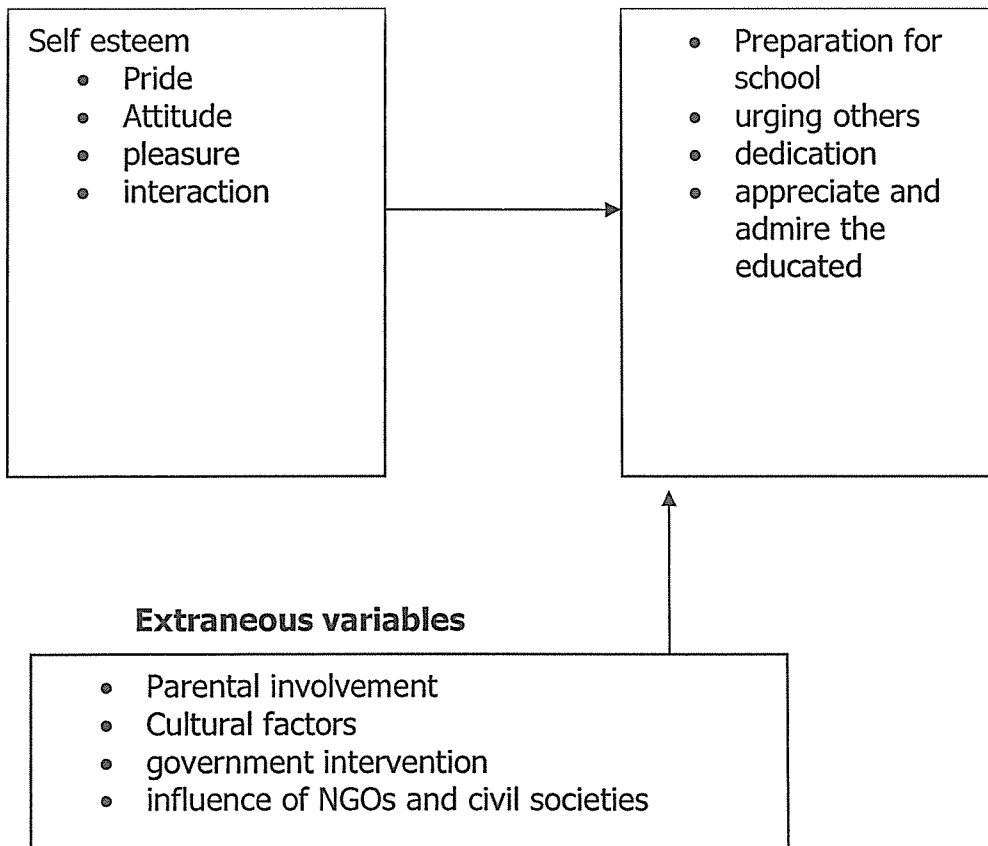 Self esteem
• Pride
• Attitude
• pleasure
• interaction
• Preparation for
school
• urging others
• dedication
• appreciate and
admire the
educated
Extraneous variables
• Parental involvement
• Cultural factors
• government intervention
• influence of NGOs and civil societies